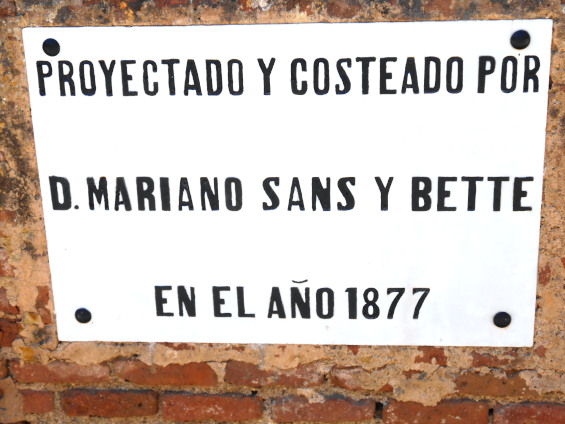 PROYECTADO Y COSTEADO POR
D. MARIANO SANS Y BETTE
EN EL AÑO 1877